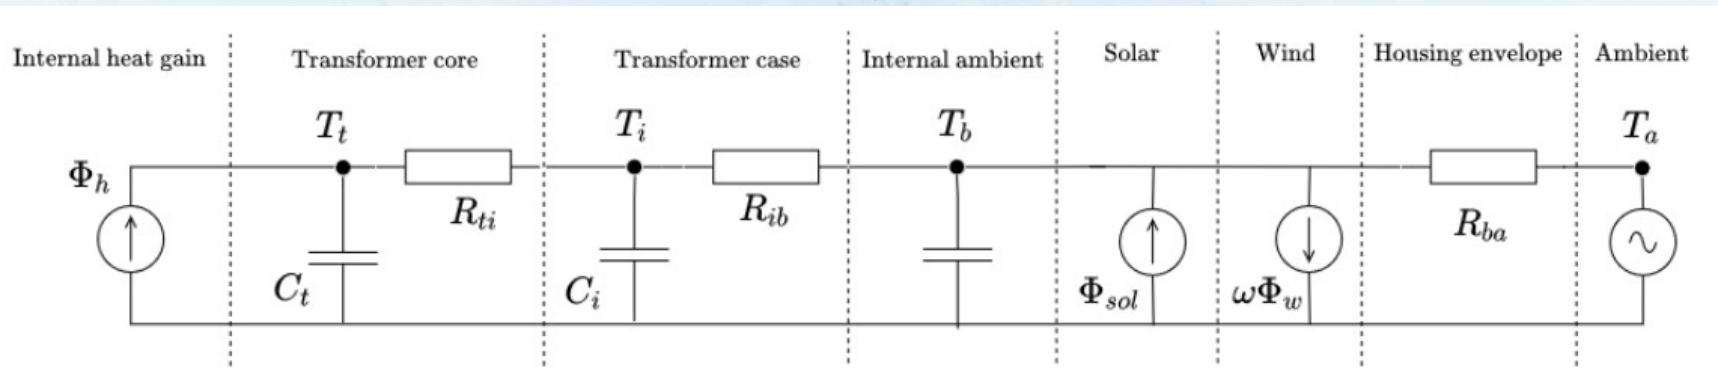 Internal heat gain
Transformer core
Transformer case
Internal ambient
Solar
Wind
Housing envelope
Ambient
T_t
T_i
T_b
T_a
Φ_h
R_ti
R_ib
R_ba
C_t
C_i
Φ_sol
ωΦ_w